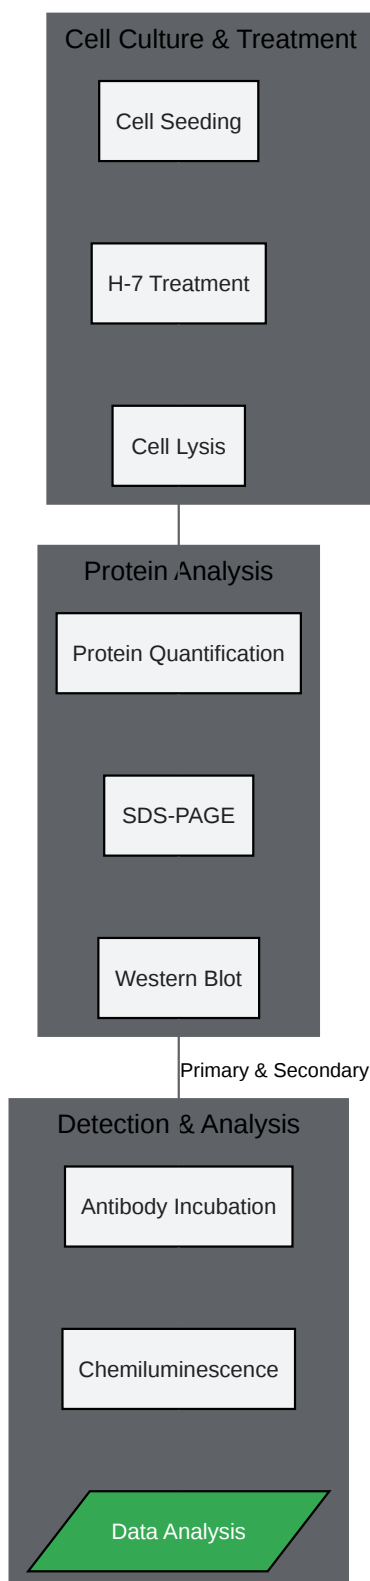 Cell Culture & Treatment
Cell Seeding
H-7 Treatment
Cell Lysis
Protein Analysis
Protein Quantification
SDS-PAGE
Western Blot
Primary & Secondary
Detection & Analysis
Antibody Incubation
Chemiluminescence
Data Analysis